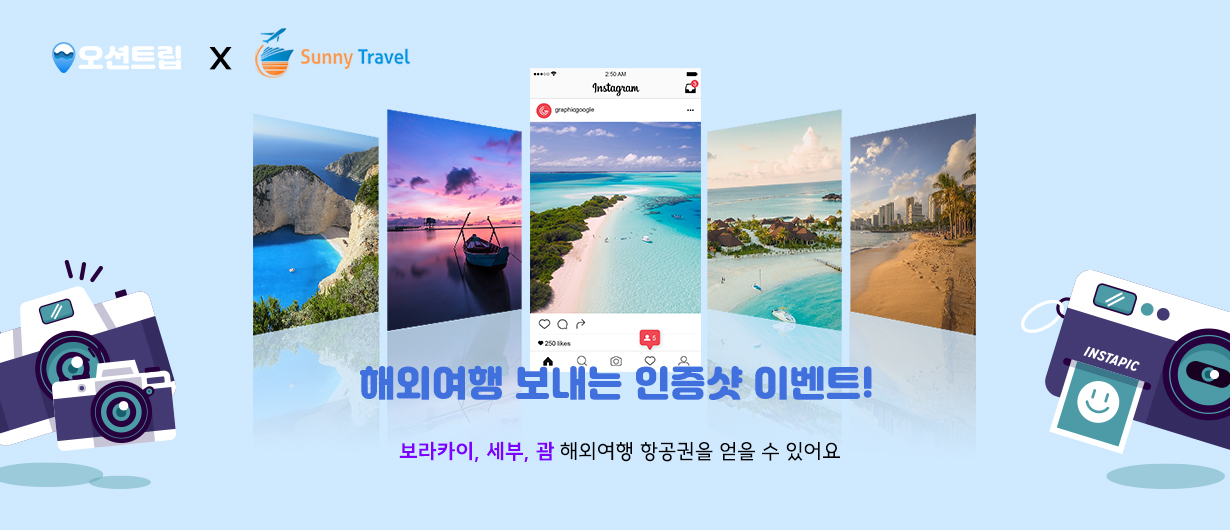 오션트립 X Sunny Travel
2:50 AM
Instagram
3
graphicgoogle
250 likes
5
INSTAPIC
해외여행 보내는 인증샷 이벤트!
보라카이, 세부, 괌 해외여행 항공권을 얻을 수 있어요